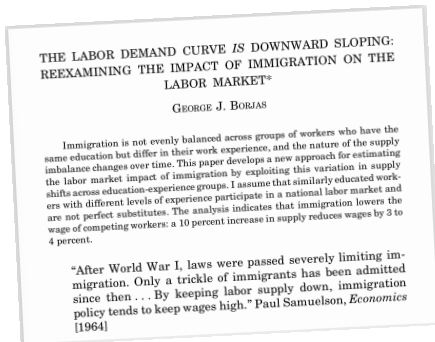 THE LABOR DEMAND CURVE IS DOWNWARD SLOPING:
REEXAMINING THE IMPACT OF IMMIGRATION ON THE
LABOR MARKET*
GEORGE J. BORJAS
Immigration is not evenly balanced across groups of workers who have the
same education but differ in their work experience, and the nature of the supply
imbalance changes over time. This paper develops a new approach for estimating
the labor market impact of immigration by exploiting this variation in supply
shifts across education-experience groups. I assume that similarly educated work-
ers with different levels of experience participate in a national labor market and
are not perfect substitutes. The analysis indicates that immigration lowers the
wage of competing workers: a 10 percent increase in supply reduces wages by 3 to
4 percent.
“After World War I, laws were passed severely limiting im-
migration. Only a trickle of immigrants has been admitted
since then . . . By keeping labor supply down, immigration
policy tends to keep wages high.” Paul Samuelson, Economics
[1964]